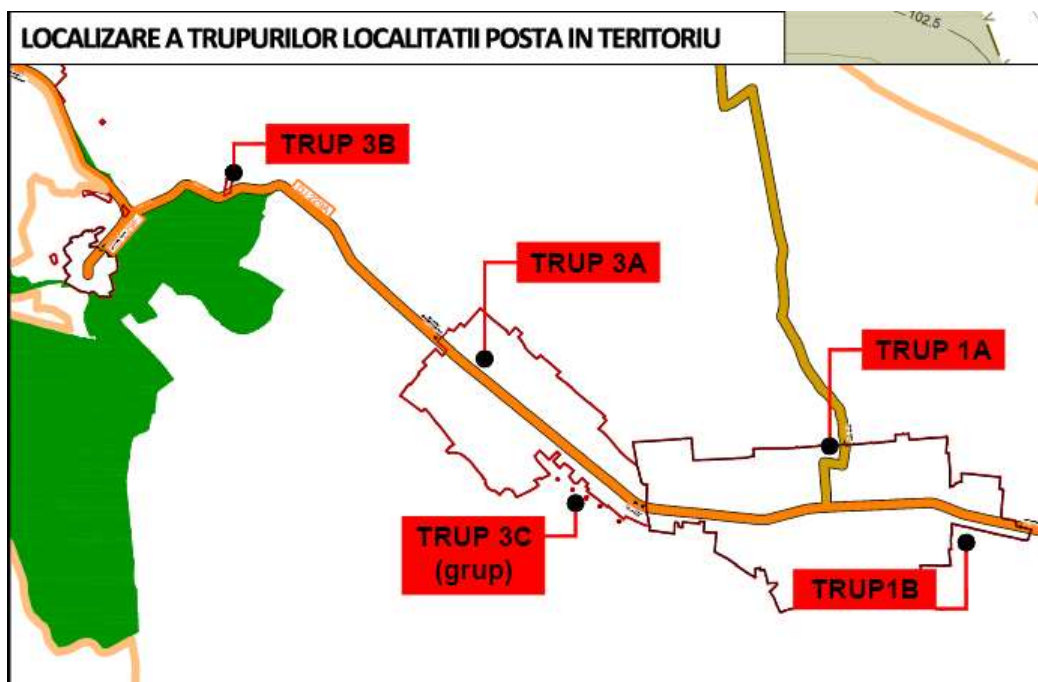 LOCALIZARE A TRUPURILOR LOCALITATII POSTA IN TERITORIU
102.5
TRUP 3B
TRUP 3A
TRUP 1A
TRUP 3C
(grup)
TRUP1B